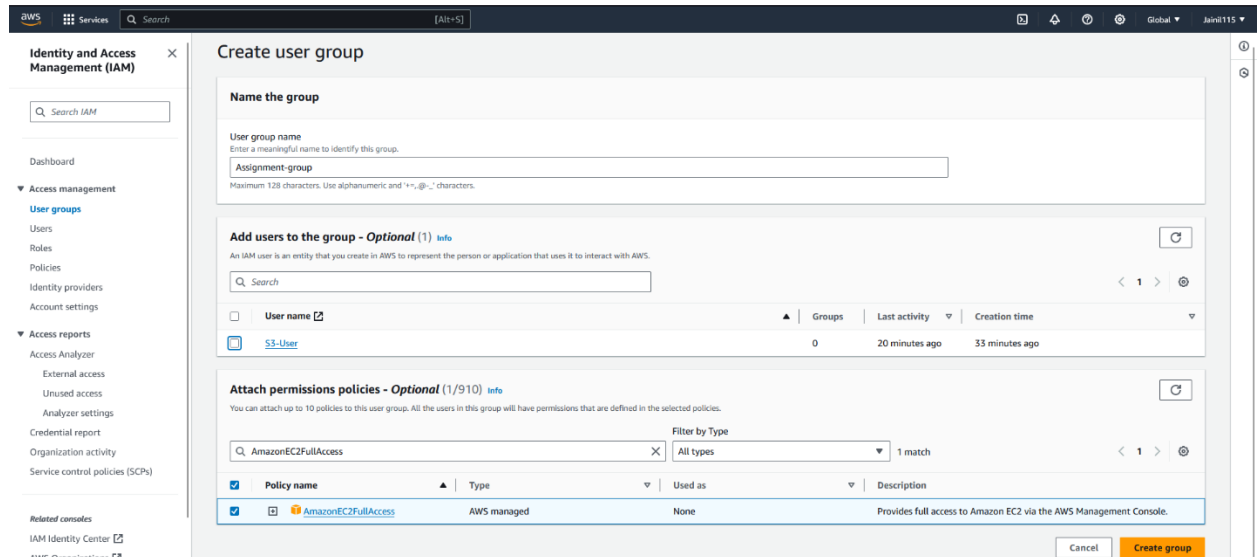 aws Services Search [Alt+S] Global Jainil115
Identity and Access Management (IAM)
Search IAM
Dashboard
Access management
User groups
Users
Roles
Policies
Identity providers
Account settings
Access reports
Access Analyzer
External access
Unused access
Analyzer settings
Credential report
Organization activity
Service control policies (SCPs)
Related consoles
IAM Identity Center
Create user group
Name the group
User group name
Enter a meaningful name to identify this group.
Assignment-group
Maximum 128 characters. Use alphanumeric and '+=,.@-_' characters.
Add users to the group - Optional (1) Info
An IAM user is an entity that you create in AWS to represent the person or application that uses it to interact with AWS.
Search
1
User name Groups Last activity Creation time
S3-User 0 20 minutes ago 33 minutes ago
Attach permissions policies - Optional (1/910) Info
You can attach up to 10 policies to this user group. All the users in this group will have permissions that are defined in the selected policies.
Filter by Type
AmazonEC2FullAccess All types 1 match 1
Policy name Type Used as Description
AmazonEC2FullAccess AWS managed None Provides full access to Amazon EC2 via the AWS Management Console.
Cancel Create group